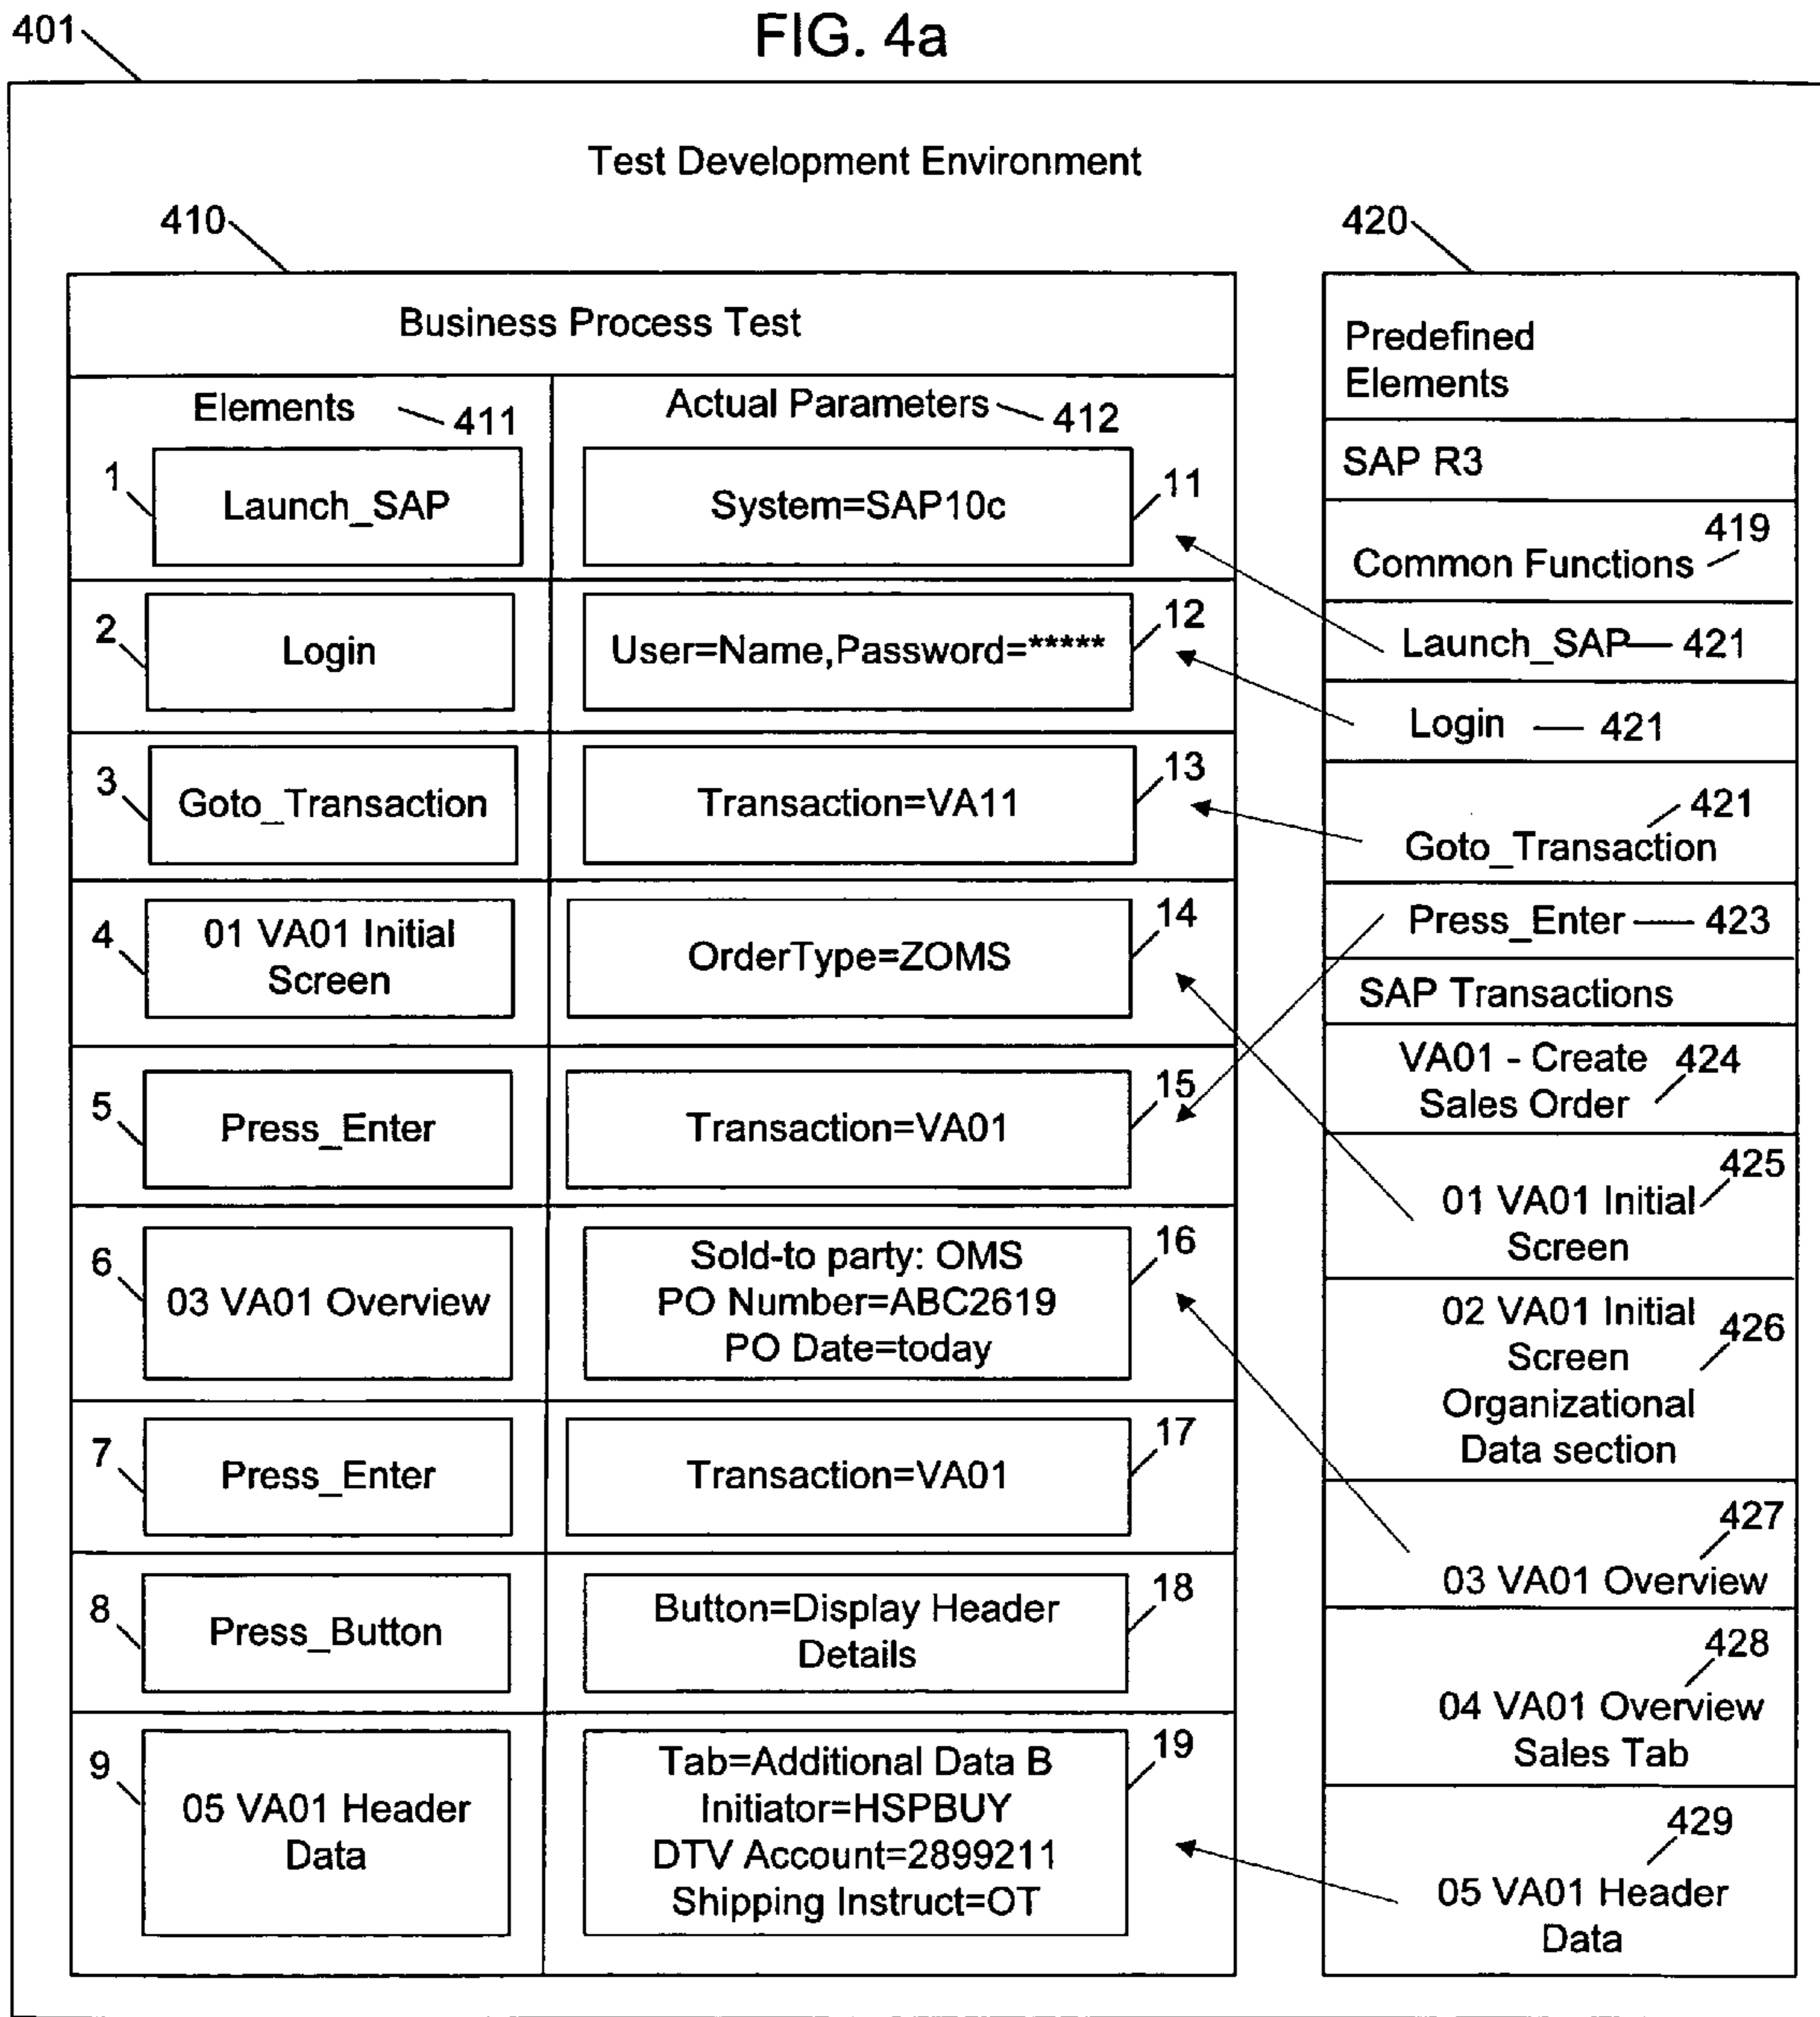 FIG. 4a
401
Test Development Environment
410
Business Process Test
Elements 411
Actual Parameters 412
1
Launch_SAP
System=SAP10c
11
2
Login
User=Name,Password=*****
12
3
Goto_Transaction
Transaction=VA11
13
4
01 VA01 Initial
Screen
OrderType=ZOMS
14
5
Press_Enter
Transaction=VA01
15
6
03 VA01 Overview
Sold-to party: OMS
PO Number=ABC2619
PO Date=today
16
7
Press_Enter
Transaction=VA01
17
8
Press_Button
Button=Display Header
Details
18
9
05 VA01 Header
Data
Tab=Additional Data B
Initiator=HSPBUY
DTV Account=2899211
Shipping Instruct=OT
19
420
Predefined
Elements
SAP R3
419
Common Functions
Launch_SAP 421
Login 421
421
Goto_Transaction
Press_Enter 423
SAP Transactions
VA01 - Create 424
Sales Order
425
01 VA01 Initial
Screen
02 VA01 Initial
Screen 426
Organizational
Data section
427
03 VA01 Overview
428
04 VA01 Overview
Sales Tab
429
05 VA01 Header
Data